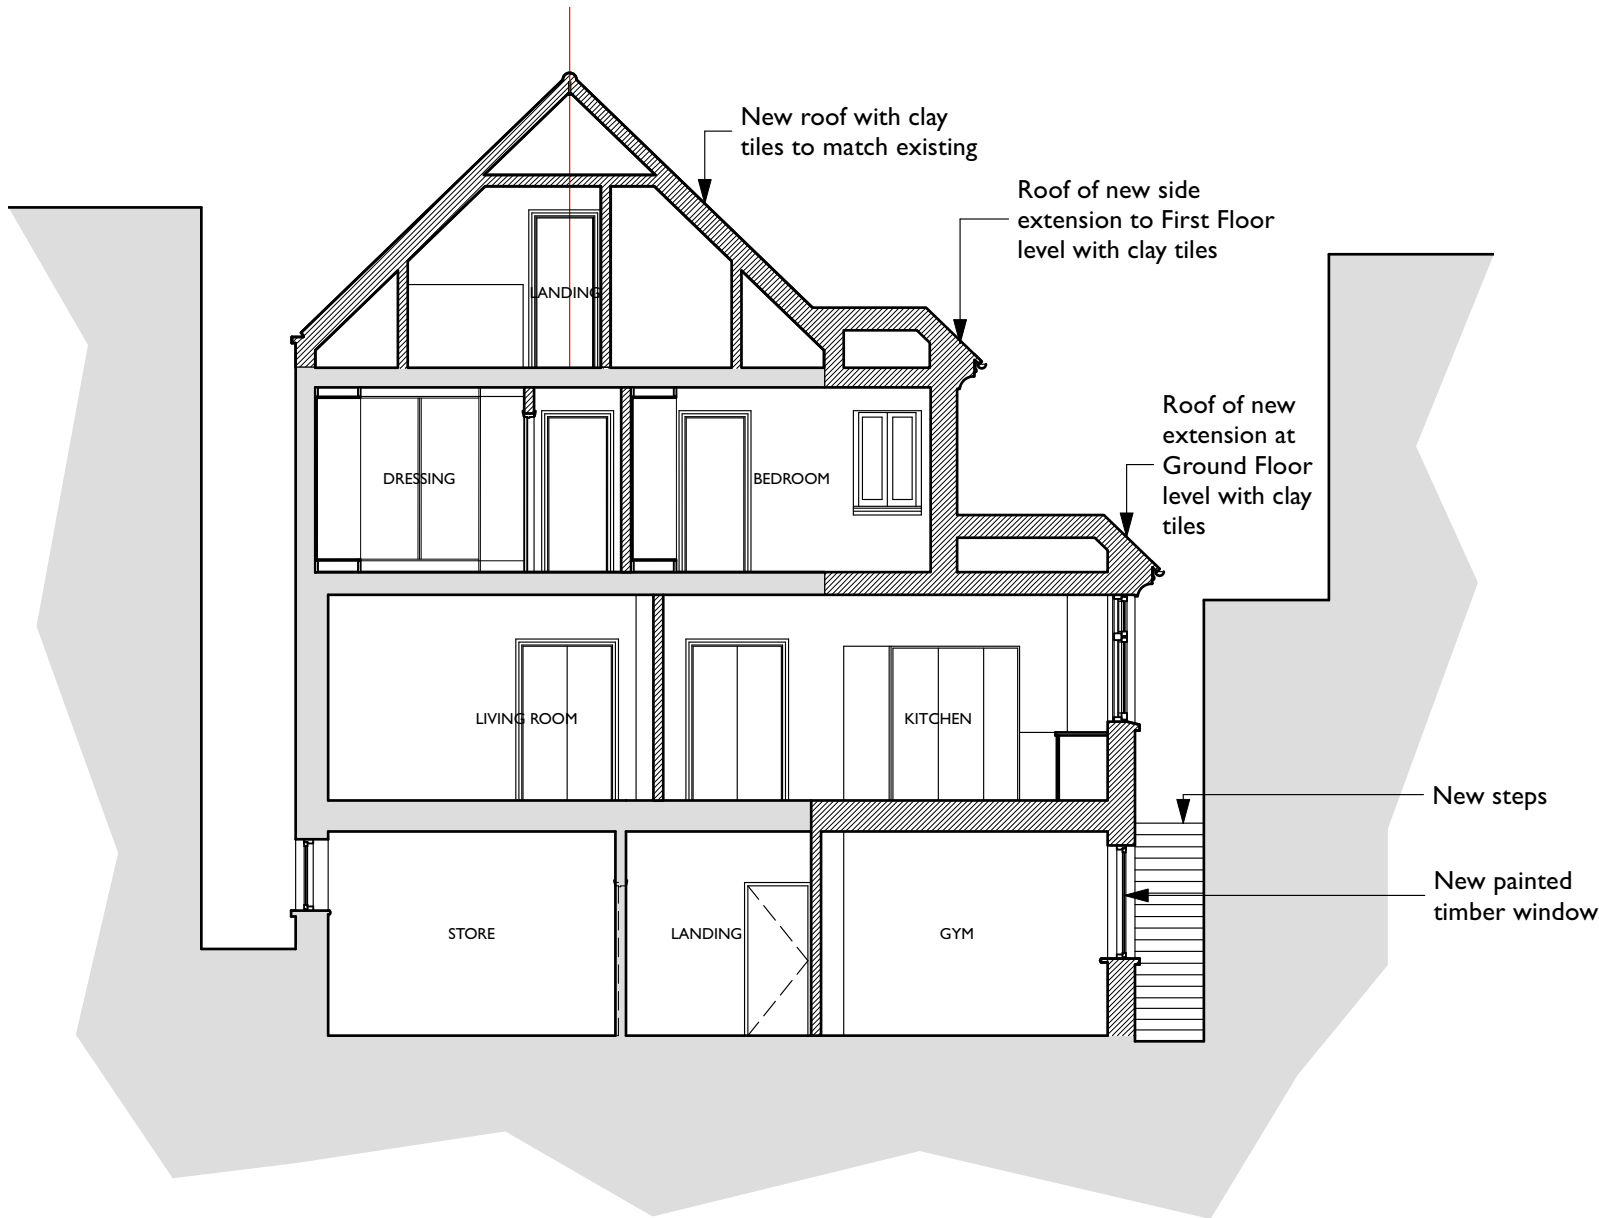 New roof with clay
tiles to match existing
Roof of new side
extension to First Floor
level with clay tiles
LANDING
Roof of new
extension at
Ground Floor
level with clay
tiles
DRESSING
BEDROOM
LIVING ROOM
KITCHEN
New steps
New painted
timber window
STORE
LANDING
GYM